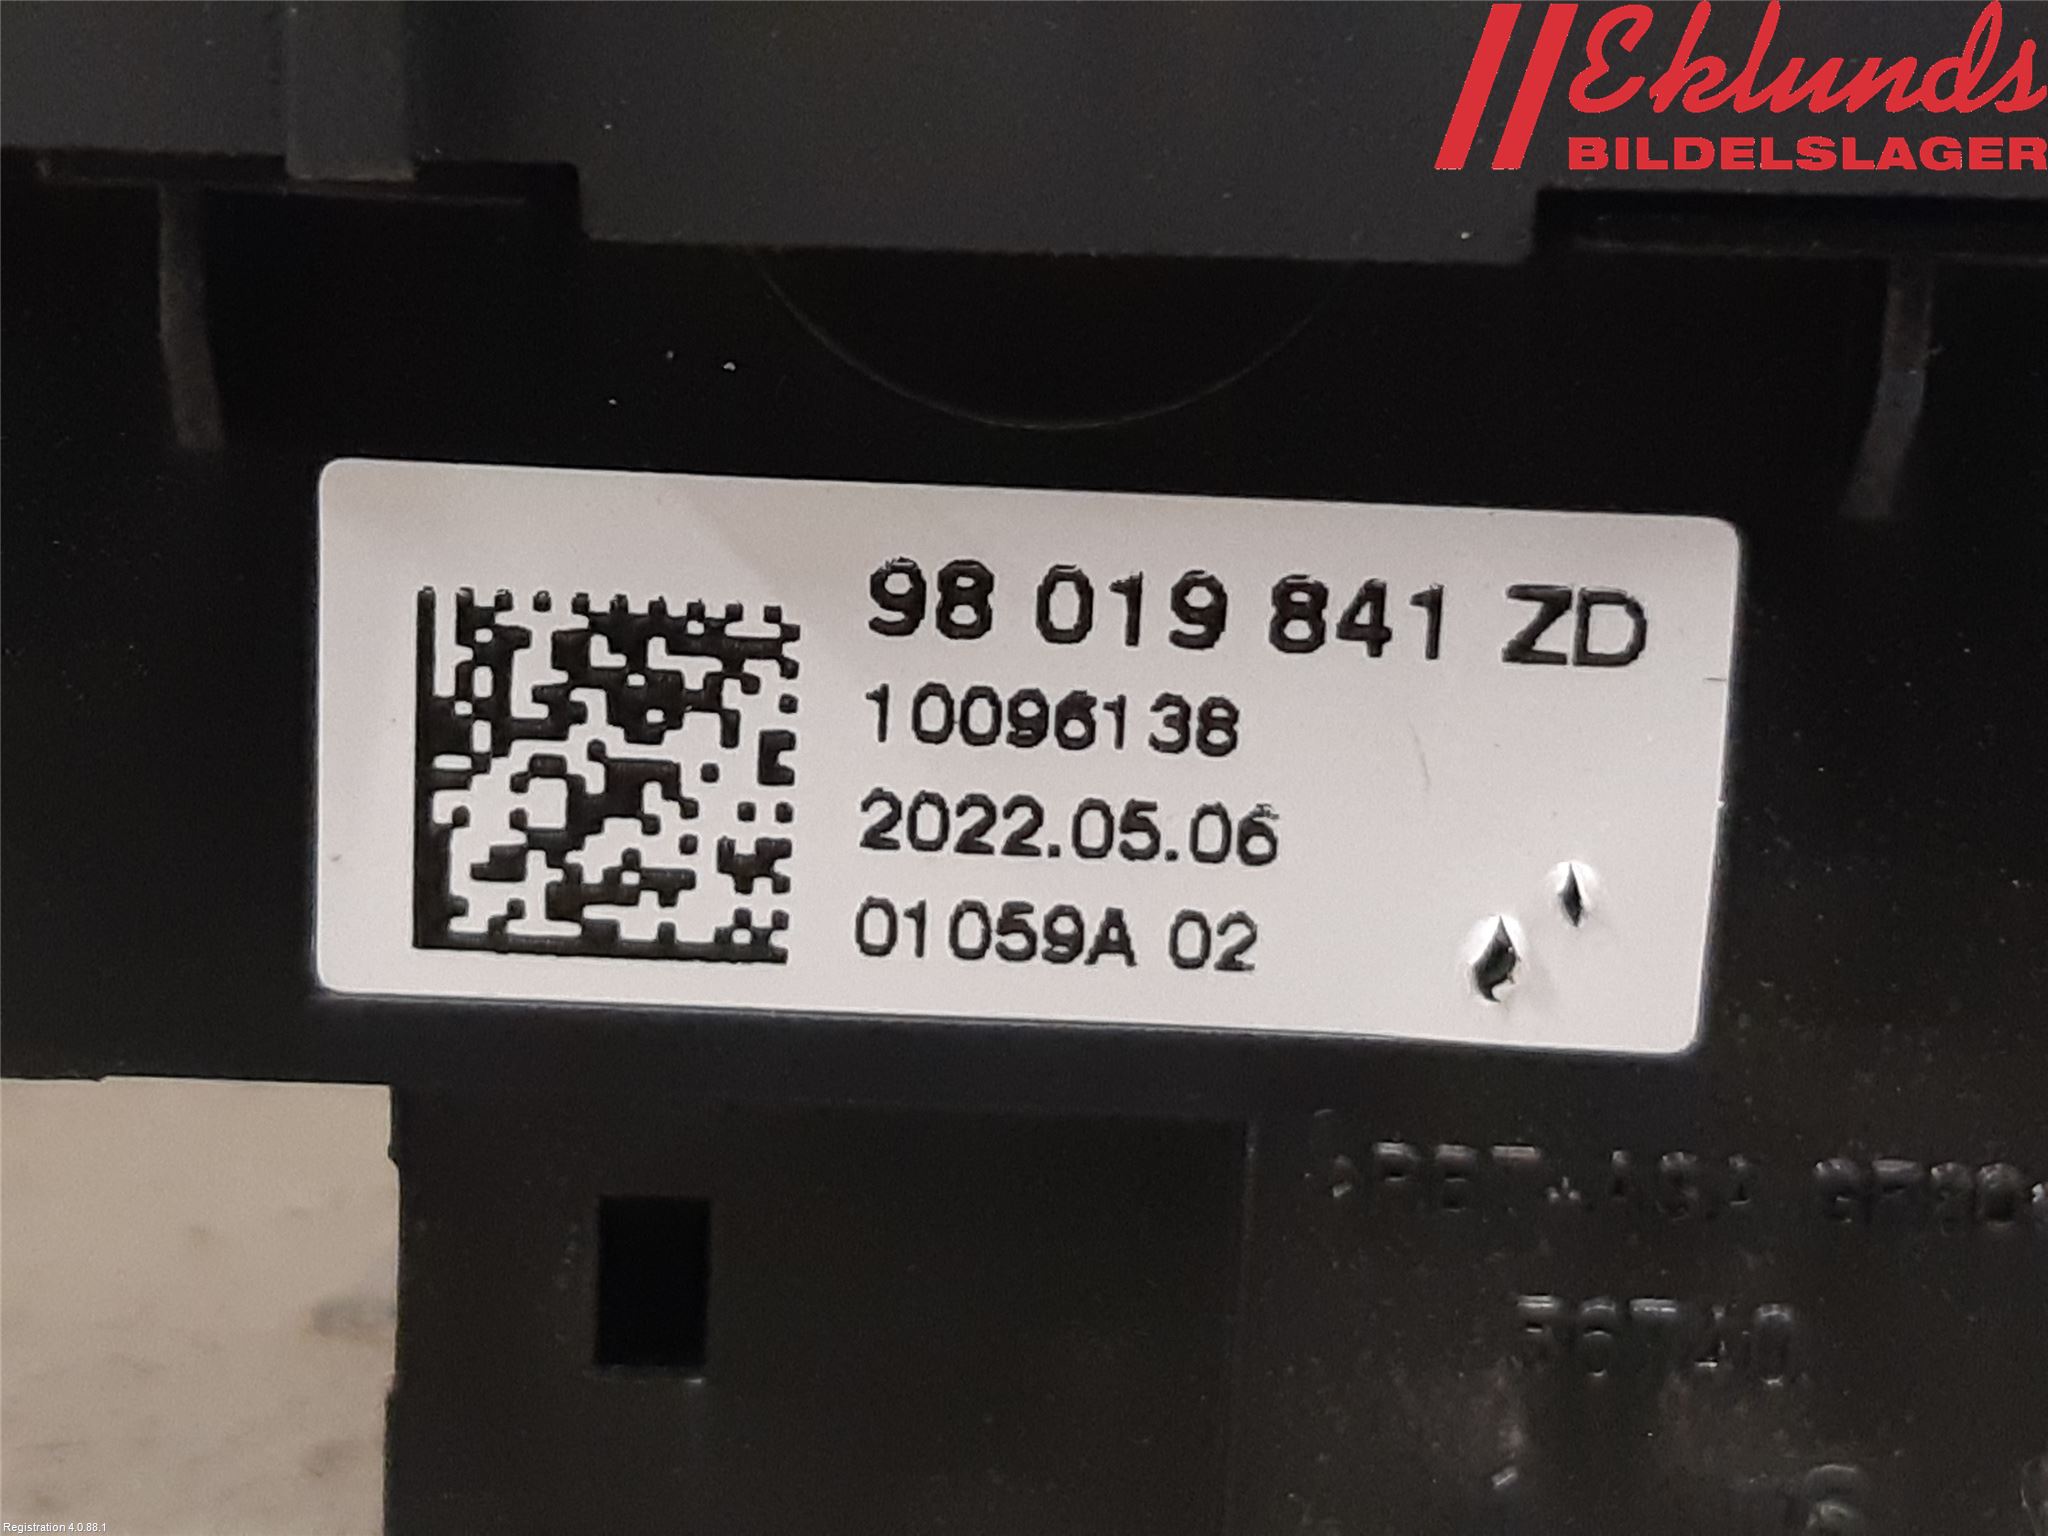 Eklunds
BILDELSLAGER
98 019 841 ZD
10096138
2022.05.06
01059A 02
Registration 4.0.88.1